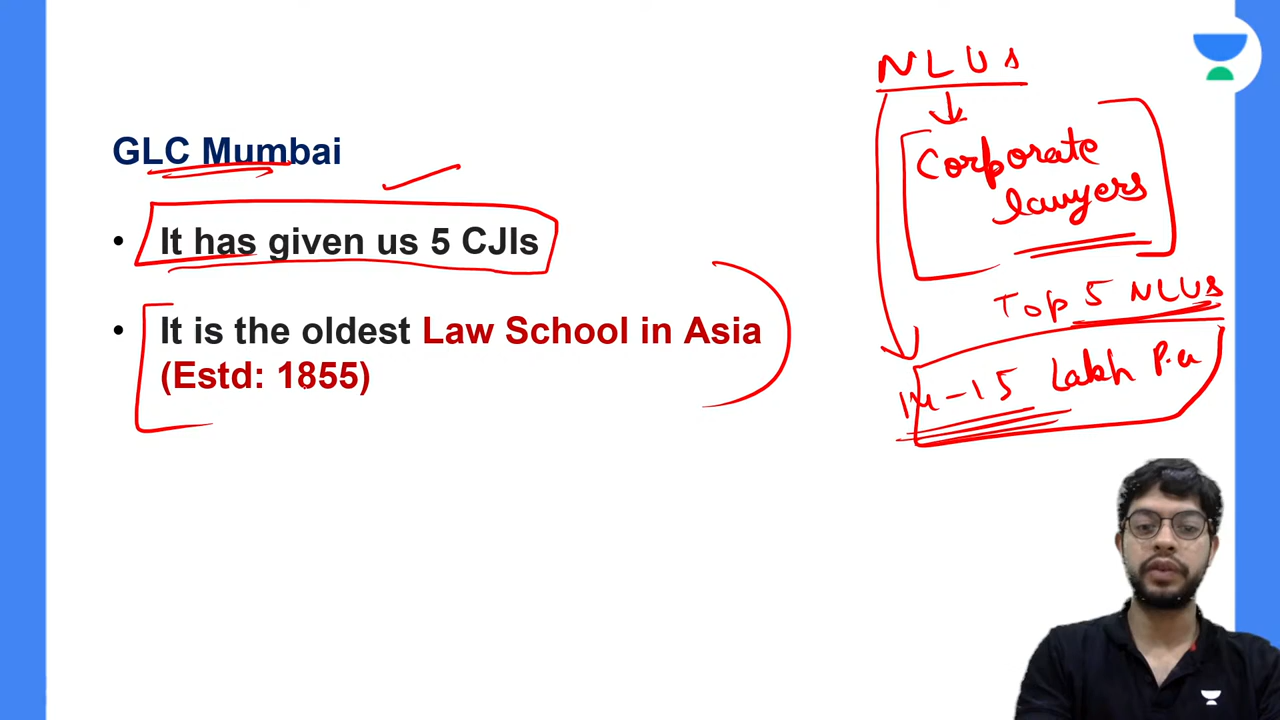 GLC Mumbai
• It has given us 5 CJIs
• It is the oldest Law School in Asia
(Estd: 1855)
NLUs
Corporate
lawyers
Top 5 NLUs
14-15 Lakh P.a